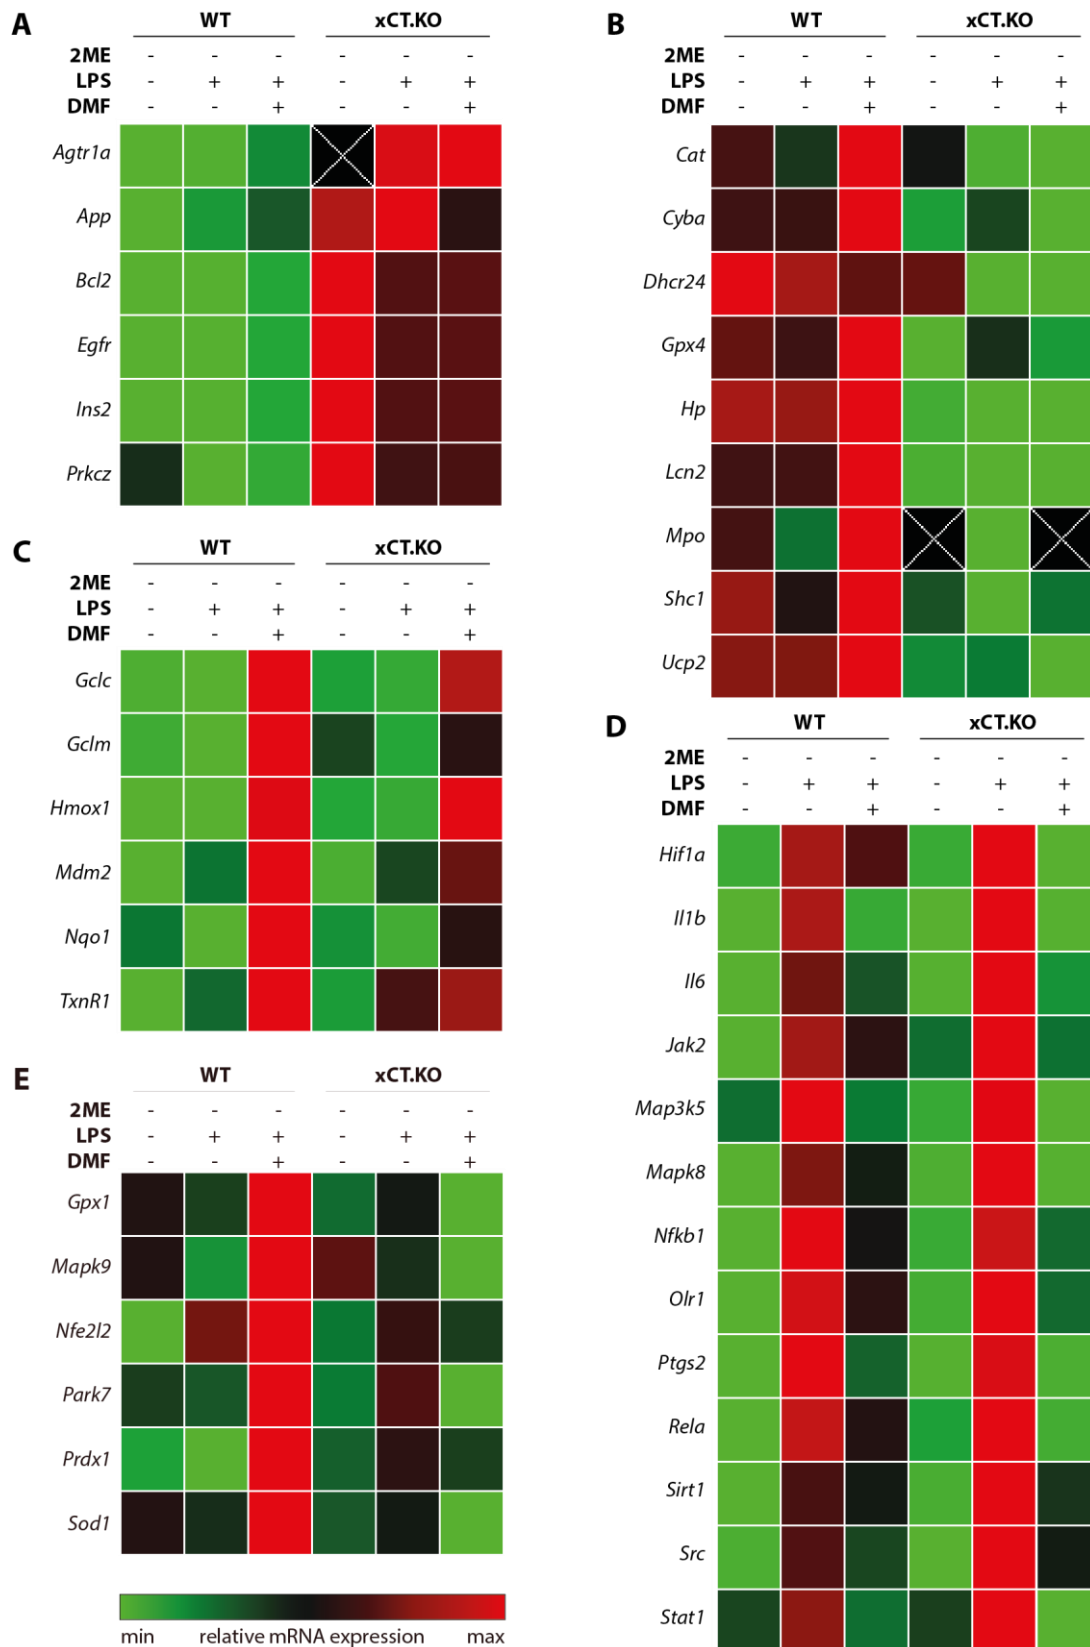 A
WT xCT.KO
2ME - - - - - -
LPS - + + - + +
DMF - - + - - +
Agtr1a
App
Bcl2
Egfr
Ins2
Prkcz
B
WT xCT.KO
2ME - - - - - -
LPS - + + - + +
DMF - - + - - +
Cat
Cyba
Dhcr24
Gpx4
Hp
Lcn2
Mpo
Shc1
Ucp2
C
WT xCT.KO
2ME - - - - - -
LPS - + + - + +
DMF - - + - - +
Gclc
Gclm
Hmox1
Mdm2
Nqo1
TxnR1
D
WT xCT.KO
2ME - - - - - -
LPS - + + - + +
DMF - - + - - +
Hif1a
Il1b
Il6
Jak2
Map3k5
Mapk8
Nfkb1
Olr1
Ptgs2
Rela
Sirt1
Src
Stat1
E
WT xCT.KO
2ME - - - - - -
LPS - + + - + +
DMF - - + - - +
Gpx1
Mapk9
Nfe2l2
Park7
Prdx1
Sod1
min relative mRNA expression max